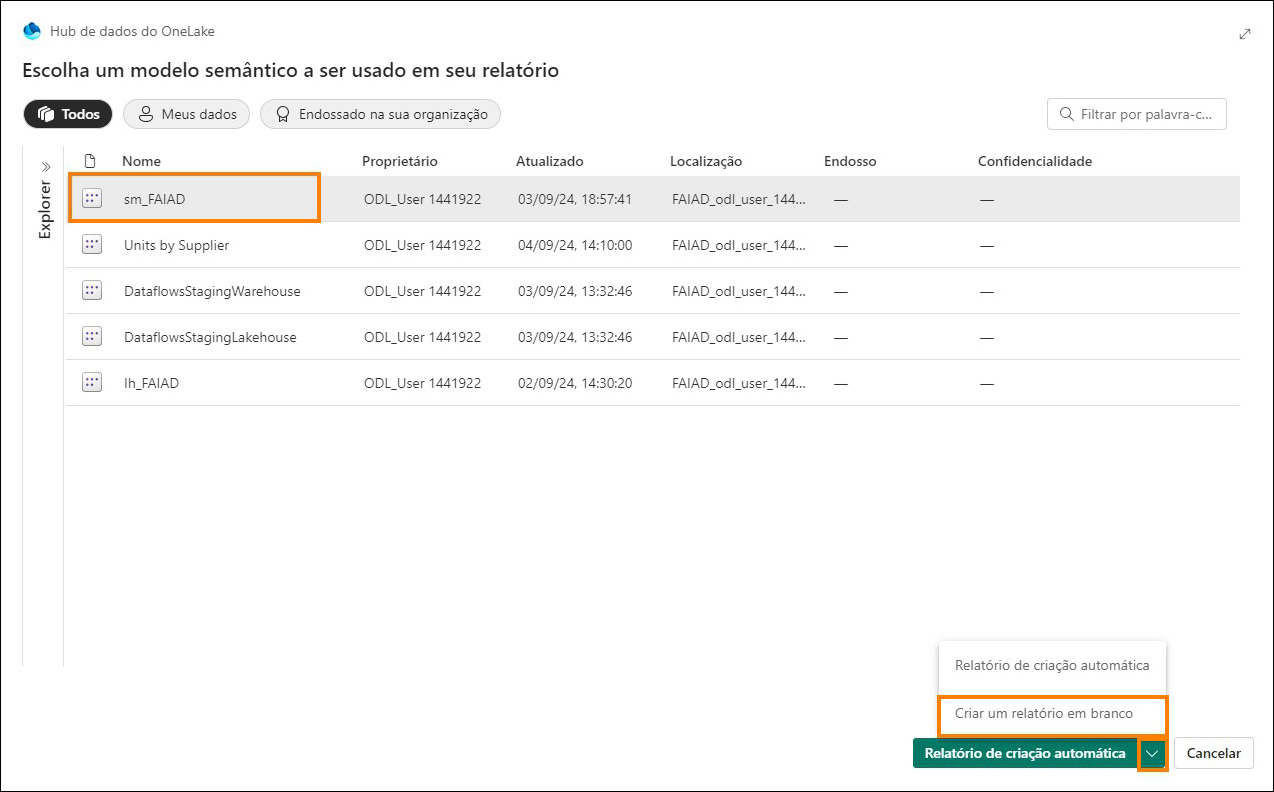 Hub de dados do OneLake
Escolha um modelo semântico a ser usado em seu relatório
Todos Meus dados Endossado na sua organização Filtrar por palavra-c...
Explorer
Nome Proprietário Atualizado Localização Endosso Confidencialidade
sm_FAIAD ODL_User 1441922 03/09/24, 18:57:41 FAIAD_odl_user_144... — —
Units by Supplier ODL_User 1441922 04/09/24, 14:10:00 FAIAD_odl_user_144... — —
DataflowsStagingWarehouse ODL_User 1441922 03/09/24, 13:32:46 FAIAD_odl_user_144... — —
DataflowsStagingLakehouse ODL_User 1441922 03/09/24, 13:32:46 FAIAD_odl_user_144... — —
lh_FAIAD ODL_User 1441922 02/09/24, 14:30:20 FAIAD_odl_user_144... — —
Relatório de criação automática
Criar um relatório em branco
Relatório de criação automática Cancelar